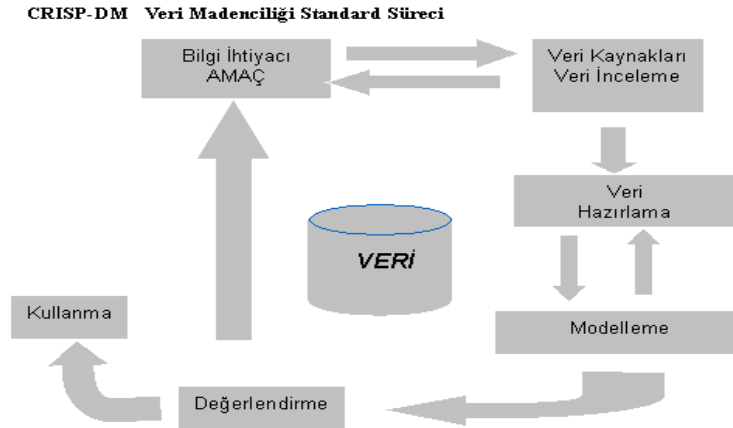 CRISP-DM Veri Madenciliği Standard Süreci
Bilgi İhtiyacı
AMAÇ
Veri Kaynakları
Veri İnceleme
Veri
Hazırlama
VERİ
Kullanma
Modelleme
Değerlendirme